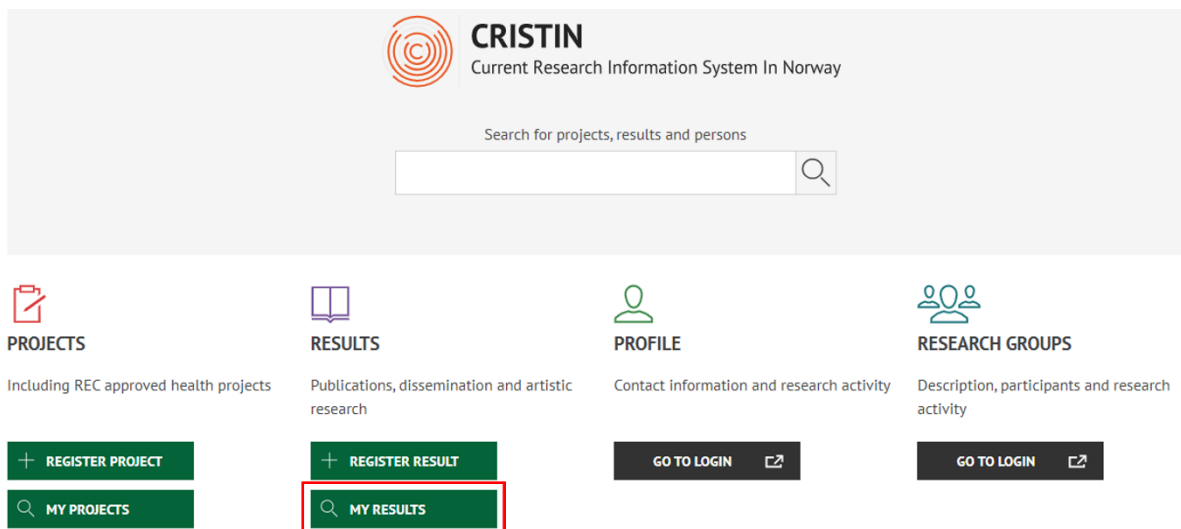 CRISTIN
Current Research Information System In Norway
Search for projects, results and persons
PROJECTS
Including REC approved health projects
REGISTER PROJECT
MY PROJECTS
RESULTS
Publications, dissemination and artistic
research
REGISTER RESULT
MY RESULTS
PROFILE
Contact information and research activity
GO TO LOGIN
RESEARCH GROUPS
Description, participants and research
activity
GO TO LOGIN